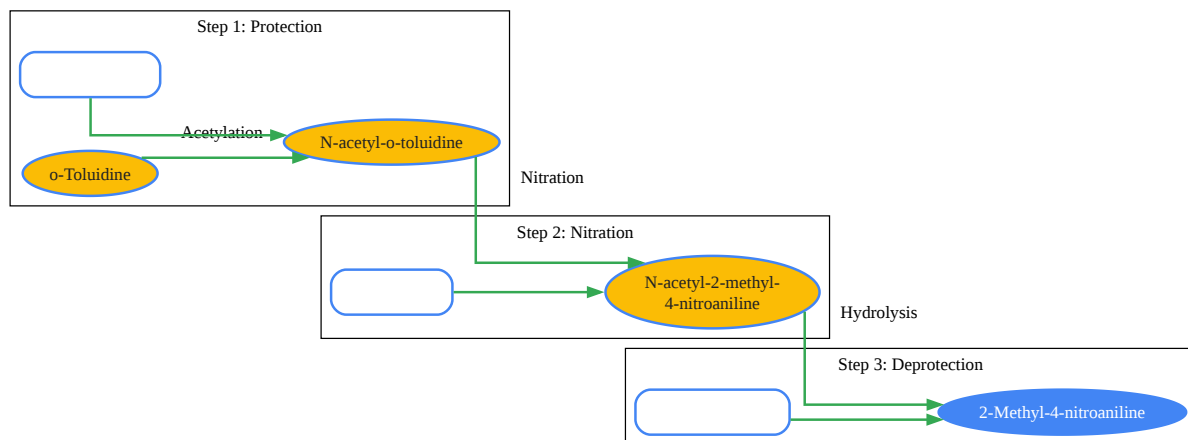 Step 1: Protection
Acetylation
N-acetyl-o-toluidine
o-Toluidine
Nitration
Step 2: Nitration
N-acetyl-2-methyl-
4-nitroaniline
Hydrolysis
Step 3: Deprotection
2-Methyl-4-nitroaniline